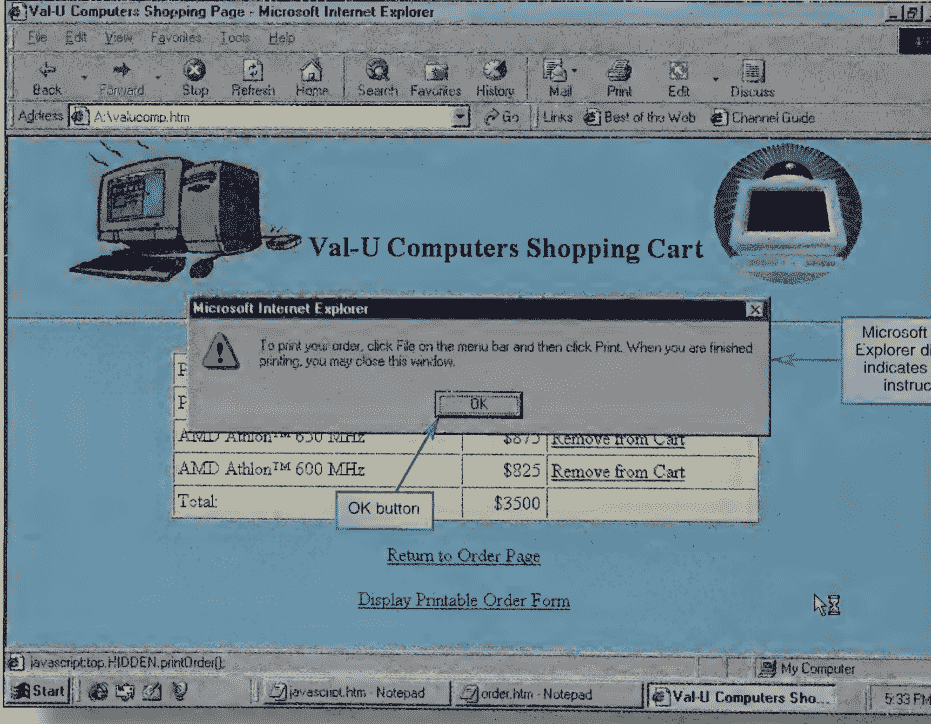 Val-U Computers Shopping Page - Microsoft Internet Explorer
File Edit View Favorites Tools Help
Back Forward Stop Refresh Home Search Favorites History Mail Print Edit Discuss
Address A:\valucomp.htm Go Links Best of the Web Channel Guide
Val-U Computers Shopping Cart
Microsoft Internet Explorer
To print your order, click File on the menu bar and then click Print. When you are finished
printing, you may close this window.
OK
Microsoft
Explorer
indicates
P
P
AMD Athlon™ 650 MHz $875 Remove from Cart
AMD Athlon™ 600 MHz $825 Remove from Cart
Total: $3500
OK button
Return to Order Page
Display Printable Order Form
javascript:top.HIDDEN.printOrder(); My Computer
Start javascript.htm - Notepad order.htm - Notepad Val-U Computers Sho... 5:33 PM